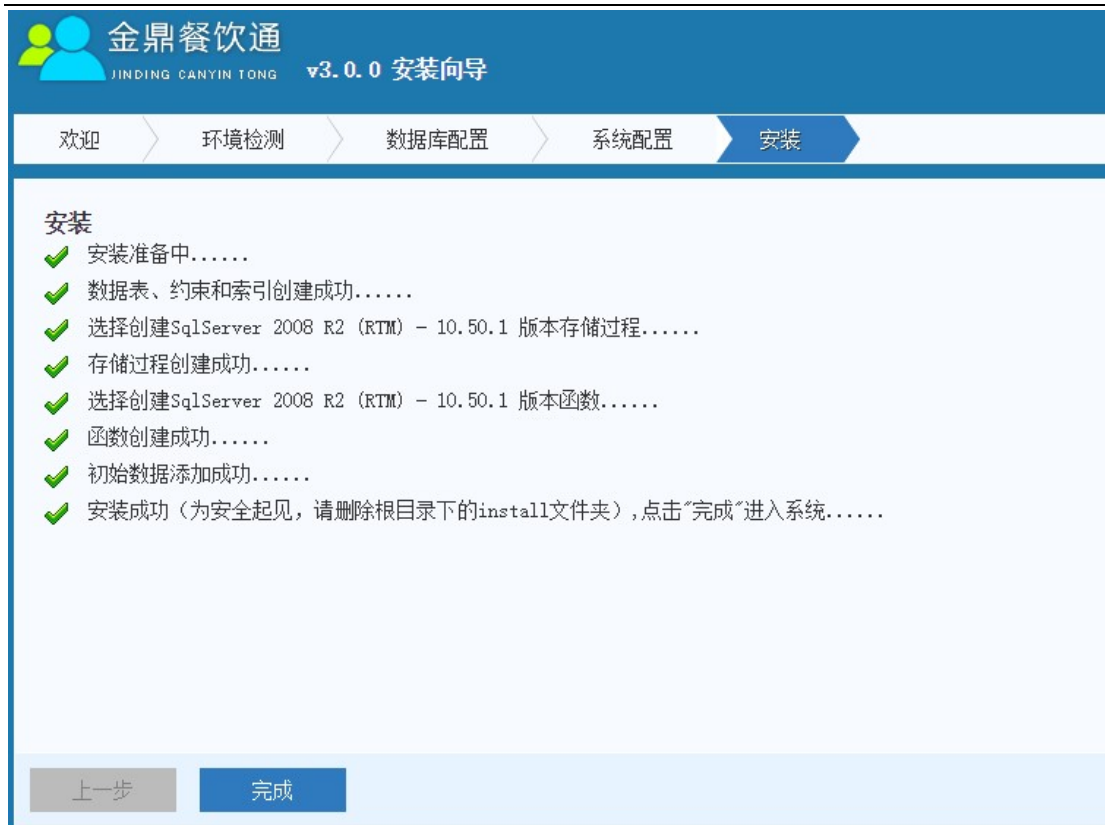 金鼎餐饮通
JINDING CANYIN TONG v3.0.0 安装向导
欢迎 环境检测 数据库配置 系统配置 安装
安装
安装准备中......
数据表、约束和索引创建成功......
选择创建SqlServer 2008 R2 (RTM) - 10.50.1 版本存储过程......
存储过程创建成功......
选择创建SqlServer 2008 R2 (RTM) - 10.50.1 版本函数......
函数创建成功......
初始数据添加成功......
安装成功（为安全起见，请删除根目录下的install文件夹）,点击"完成"进入系统......
上一步 完成